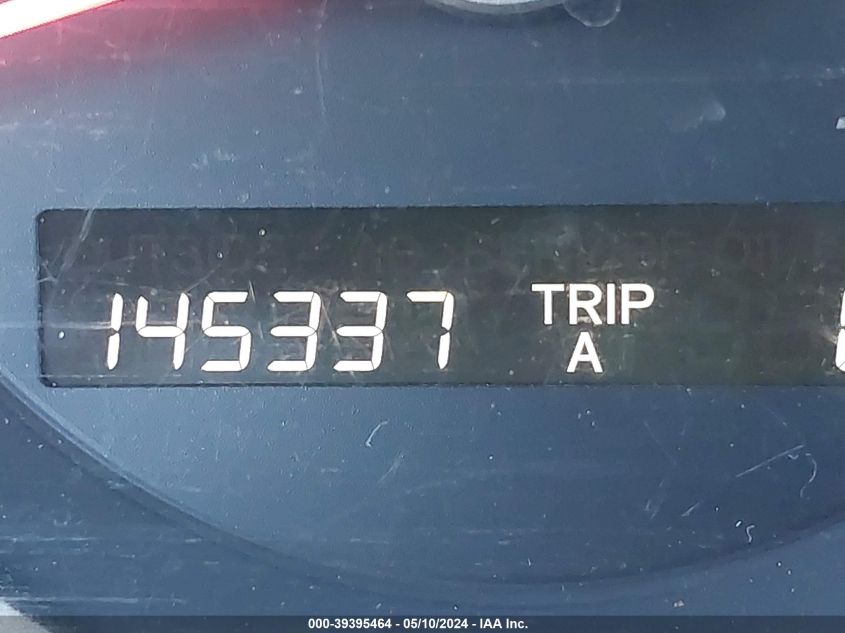 145337 TRIP
A
000-39395464 - 05/10/2024 - IAA Inc.